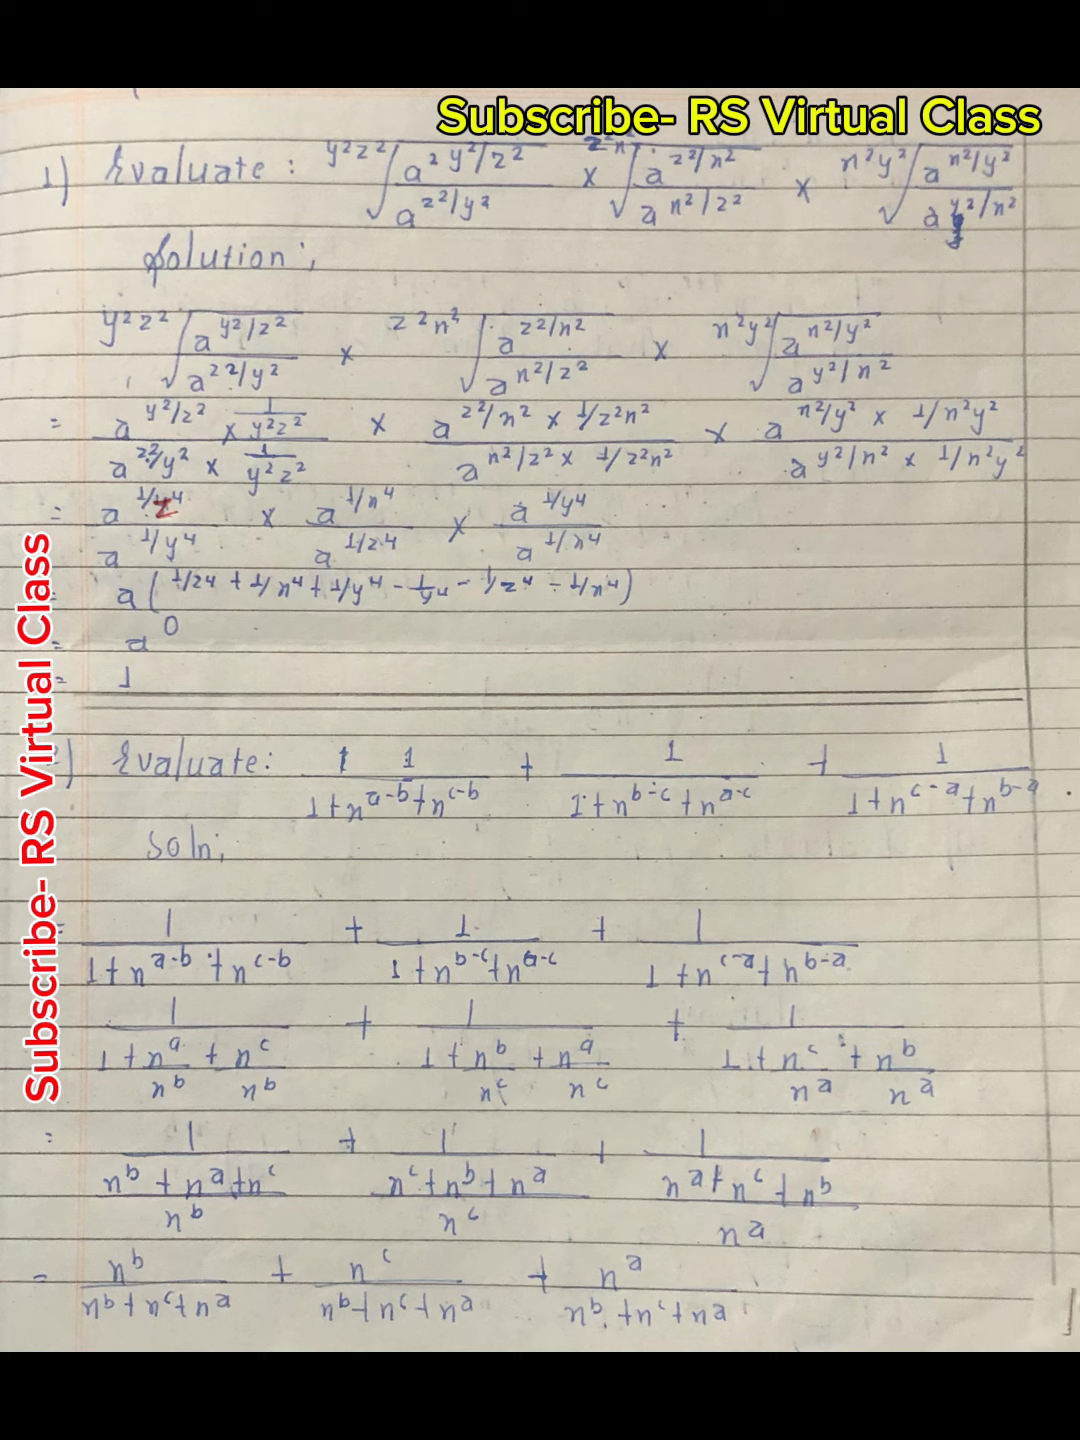 Subscribe- RS Virtual Class
1) Evaluate: y²z²√(a^(y²/z²)/a^(z²/y²)) × z²x²√(a^(z²/x²)/a^(x²/z²)) × x²y²√(a^(x²/y²)/a^(y²/x²))
Solution;
y²z²√(a^(y²/z²)/a^(z²/y²)) × z²x²√(a^(z²/x²)/a^(x²/z²)) × x²y²√(a^(x²/y²)/a^(y²/x²))
= a^(y²/z² × 1/y²z²)/a^(z²/y² × 1/y²z²) × a^(z²/x² × 1/z²x²)/a^(x²/z² × 1/z²x²) × a^(x²/y² × 1/x²y²)/a^(y²/x² × 1/x²y²)
= a^(1/z⁴)/a^(1/y⁴) × a^(1/x⁴)/a^(1/z⁴) × a^(1/y⁴)/a^(1/x⁴)
= a^(1/z⁴ + 1/x⁴ + 1/y⁴ - 1/y⁴ - 1/z⁴ - 1/x⁴)
= a⁰
= 1
2) Evaluate: 1/(1+x^(a-b)+x^(c-b)) + 1/(1+x^(b-c)+x^(a-c)) + 1/(1+x^(c-a)+x^(b-a))
Soln;
= 1/(1+x^(a-b)+x^(c-b)) + 1/(1+x^(b-c)+x^(a-c)) + 1/(1+x^(c-a)+x^(b-a))
1/(1+x^a/x^b+x^c/x^b) + 1/(1+x^b/x^c+x^a/x^c) + 1/(1+x^c/x^a+x^b/x^a)
= 1/((x^b+x^a+x^c)/x^b) + 1/((x^c+x^b+x^a)/x^c) + 1/((x^a+x^c+x^b)/x^a)
= x^b/(x^b+x^c+x^a) + x^c/(x^b+x^c+x^a) + x^a/(x^b+x^c+x^a)
Subscribe- RS Virtual Class